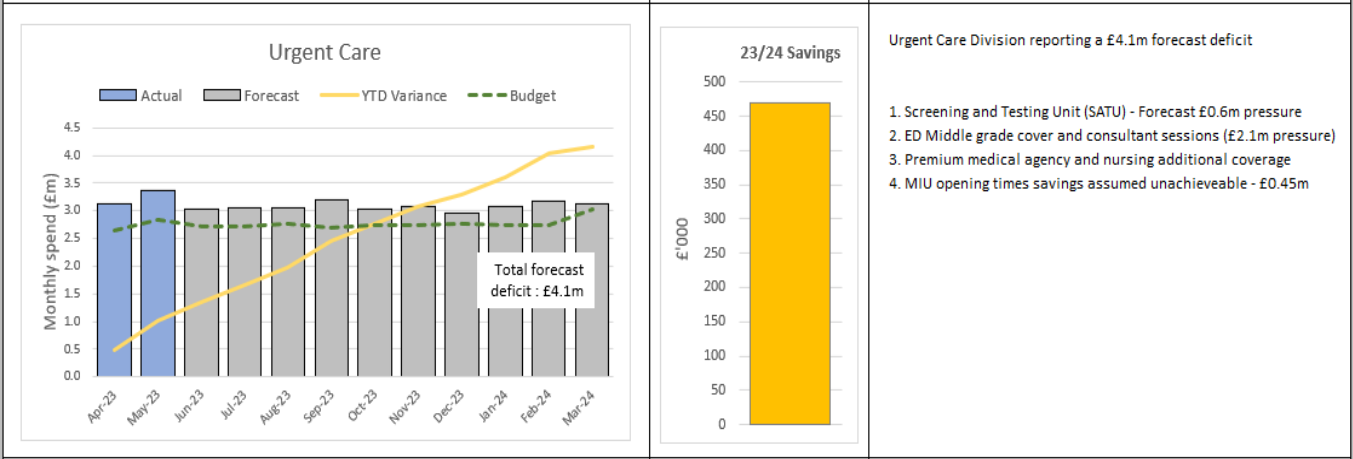 Urgent Care
Actual
Forecast
YTD Variance
Budget
Monthly spend (£m)
4.5
4.0
3.5
3.0
2.5
2.0
1.5
1.0
0.5
0.0
Total forecast
deficit : £4.1m
Apr-23
May-23
Jun-23
Jul-23
Aug-23
Sep-23
Oct-23
Nov-23
Dec-23
Jan-24
Feb-24
Mar-24
23/24 Savings
£'000
500
450
400
350
300
250
200
150
100
50
0
Urgent Care Division reporting a £4.1m forecast deficit
1. Screening and Testing Unit (SATU) - Forecast £0.6m pressure
2. ED Middle grade cover and consultant sessions (£2.1m pressure)
3. Premium medical agency and nursing additional coverage
4. MIU opening times savings assumed unachieveable - £0.45m